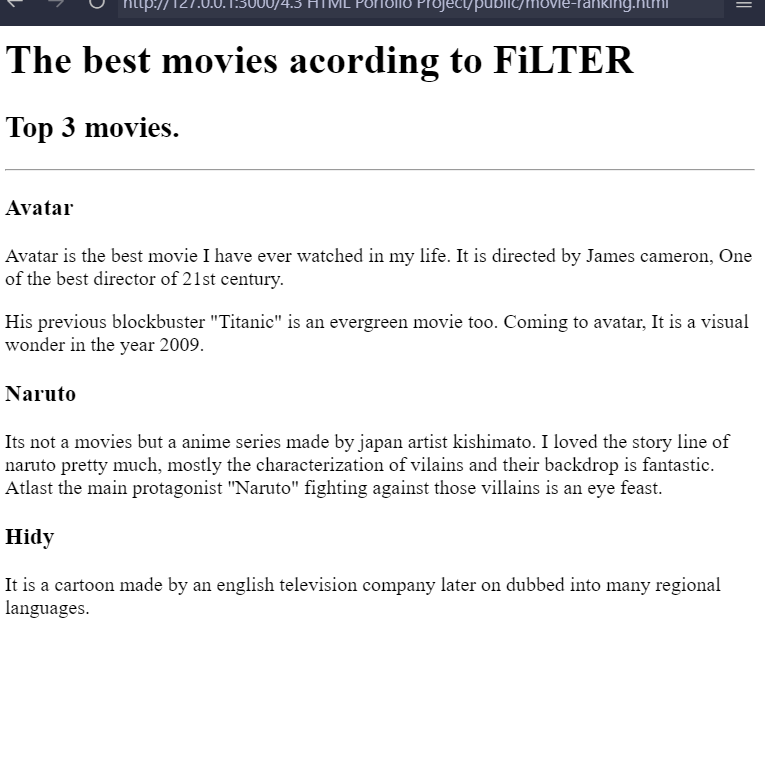 http://127.0.0.1:3000/4.3 HTML Porfolio Project/public/movie-ranking.html
The best movies acording to FiLTER
Top 3 movies.
Avatar
Avatar is the best movie I have ever watched in my life. It is directed by James cameron, One
of the best director of 21st century.
His previous blockbuster "Titanic" is an evergreen movie too. Coming to avatar, It is a visual
wonder in the year 2009.
Naruto
Its not a movies but a anime series made by japan artist kishimato. I loved the story line of
naruto pretty much, mostly the characterization of vilains and their backdrop is fantastic.
Atlast the main protagonist "Naruto" fighting against those villains is an eye feast.
Hidy
It is a cartoon made by an english television company later on dubbed into many regional
languages.